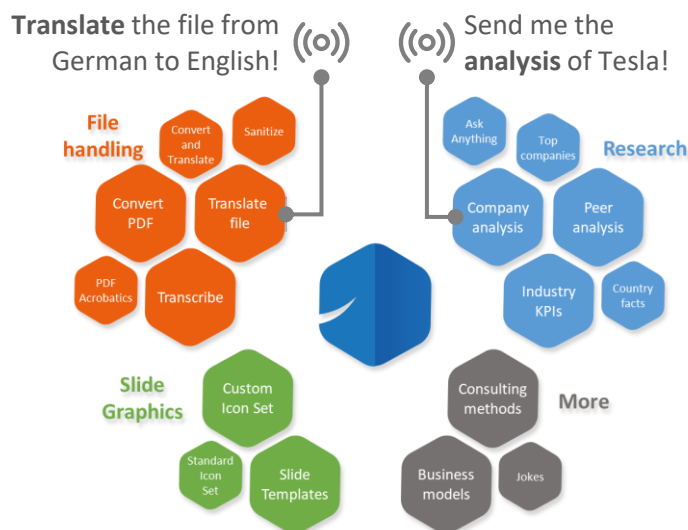 Translate the file from
German to English!
Send me the
analysis of Tesla!
File
handling
Convert
and
Translate
Sanitize
Convert
PDF
Translate
file
PDF
Acrobatics
Transcribe
Ask
Anything
Top
companies
Research
Company
analysis
Peer
analysis
Industry
KPIs
Country
facts
Slide
Graphics
Custom
Icon Set
Standard
Icon
Set
Slide
Templates
Consulting
methods
More
Business
models
Jokes